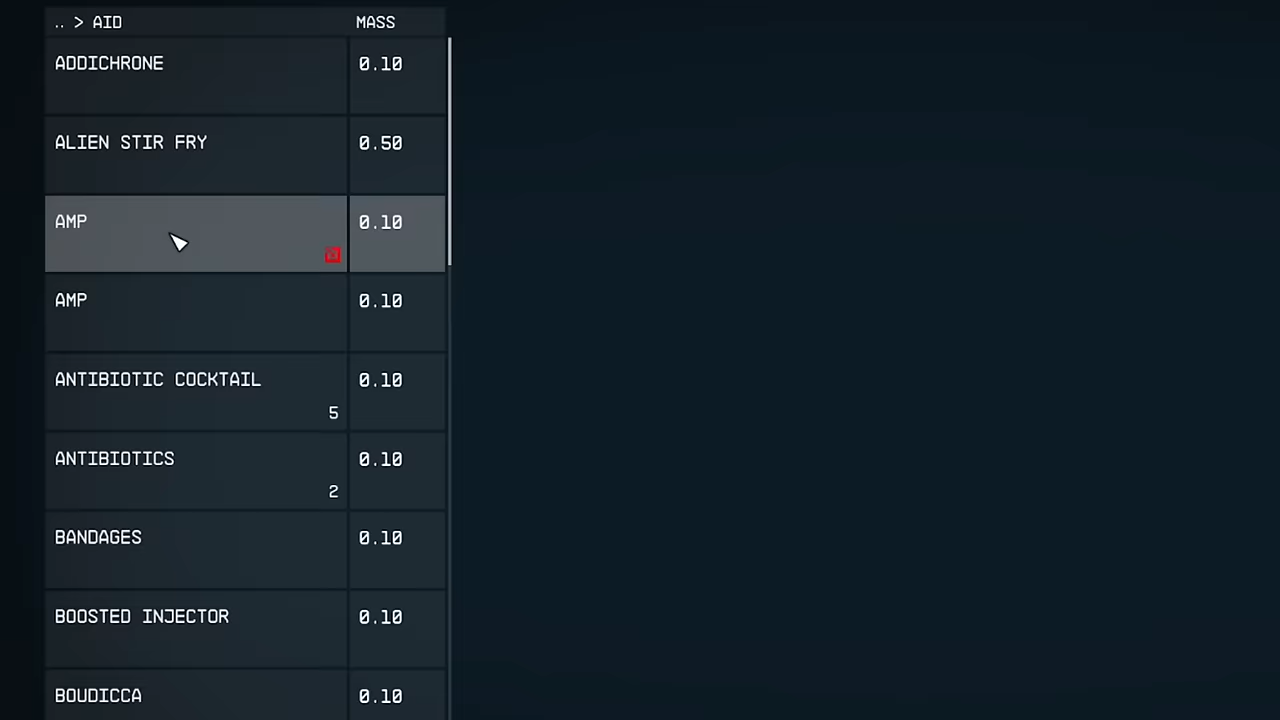 .. > AID MASS
ADDICHRONE 0.10
ALIEN STIR FRY 0.50
AMP 0.10
AMP 0.10
ANTIBIOTIC COCKTAIL 0.10
5
ANTIBIOTICS 0.10
2
BANDAGES 0.10
BOOSTED INJECTOR 0.10
BOUDICCA 0.10